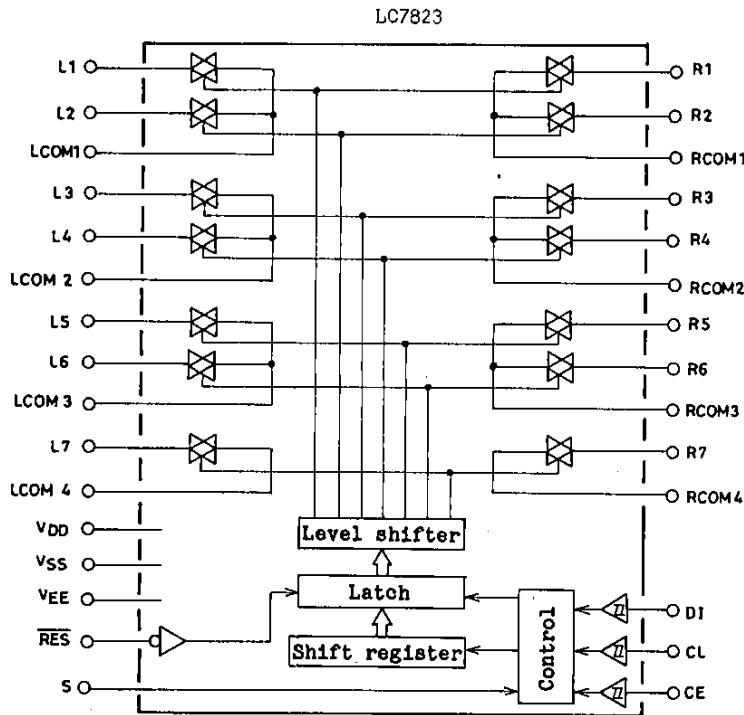 LC7823
L1 R1
L2 R2
LCOM1 RCOM1
L3 R3
L4 R4
LCOM 2 RCOM2
L5 R5
L6 R6
LCOM 3 RCOM3
L7 R7
LCOM 4 RCOM4
VDD
Level shifter
VSS
VEE
Latch
DI
RES
Shift register
Control
CL
S
CE